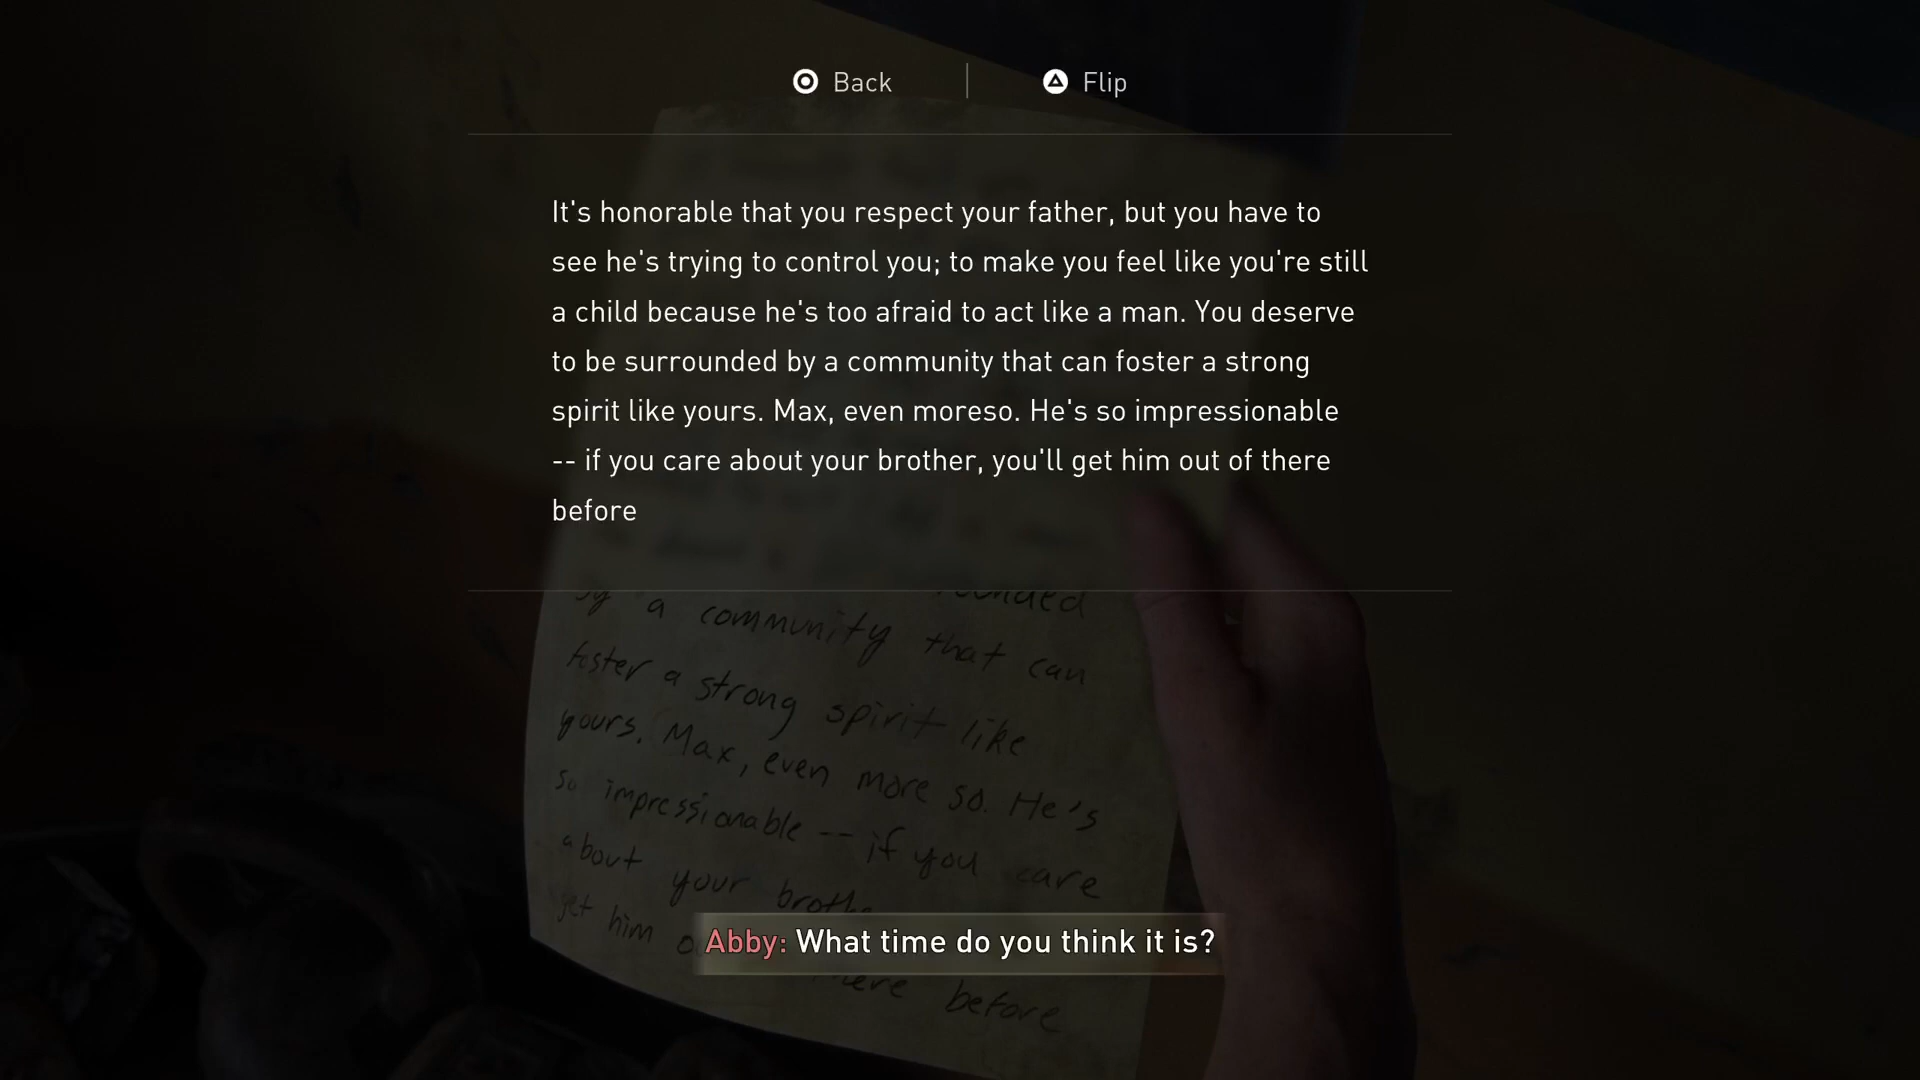 Back | Flip
It's honorable that you respect your father, but you have to
see he's trying to control you; to make you feel like you're still
a child because he's too afraid to act like a man. You deserve
to be surrounded by a community that can foster a strong
spirit like yours. Max, even moreso. He's so impressionable
-- if you care about your brother, you'll get him out of there
before
by a community that can
foster a strong spirit like
yours. Max, even more so. He's
so impressionable -- if you care
about your
get him
before
Abby: What time do you think it is?